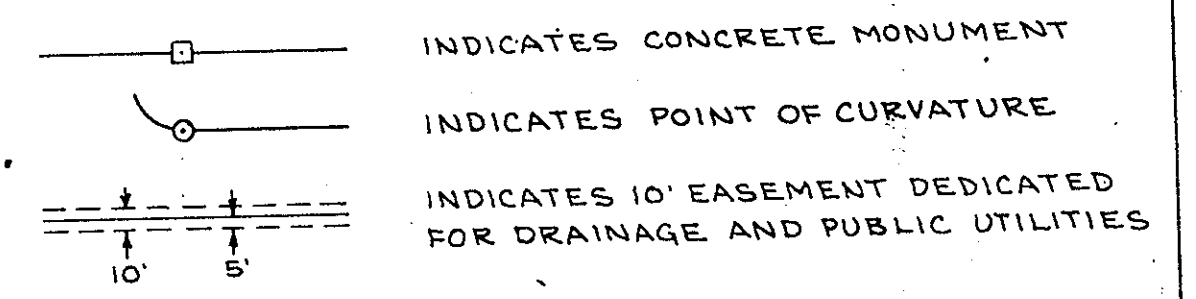 INDICATES CONCRETE MONUMENT
INDICATES POINT OF CURVATURE
INDICATES 10' EASEMENT DEDICATED
FOR DRAINAGE AND PUBLIC UTILITIES
10' 5'